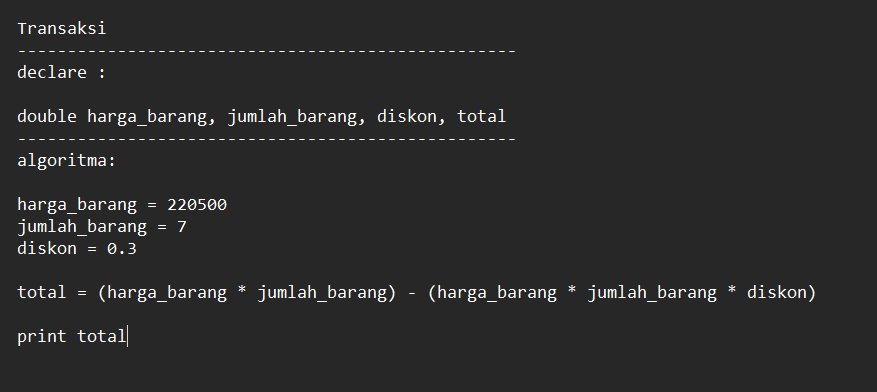 Transaksi
--------------------------------------------------
declare :
double harga_barang, jumlah_barang, diskon, total
--------------------------------------------------
algoritma:
harga_barang = 220500
jumlah_barang = 7
diskon = 0.3
total = (harga_barang * jumlah_barang) - (harga_barang * jumlah_barang * diskon)
print total